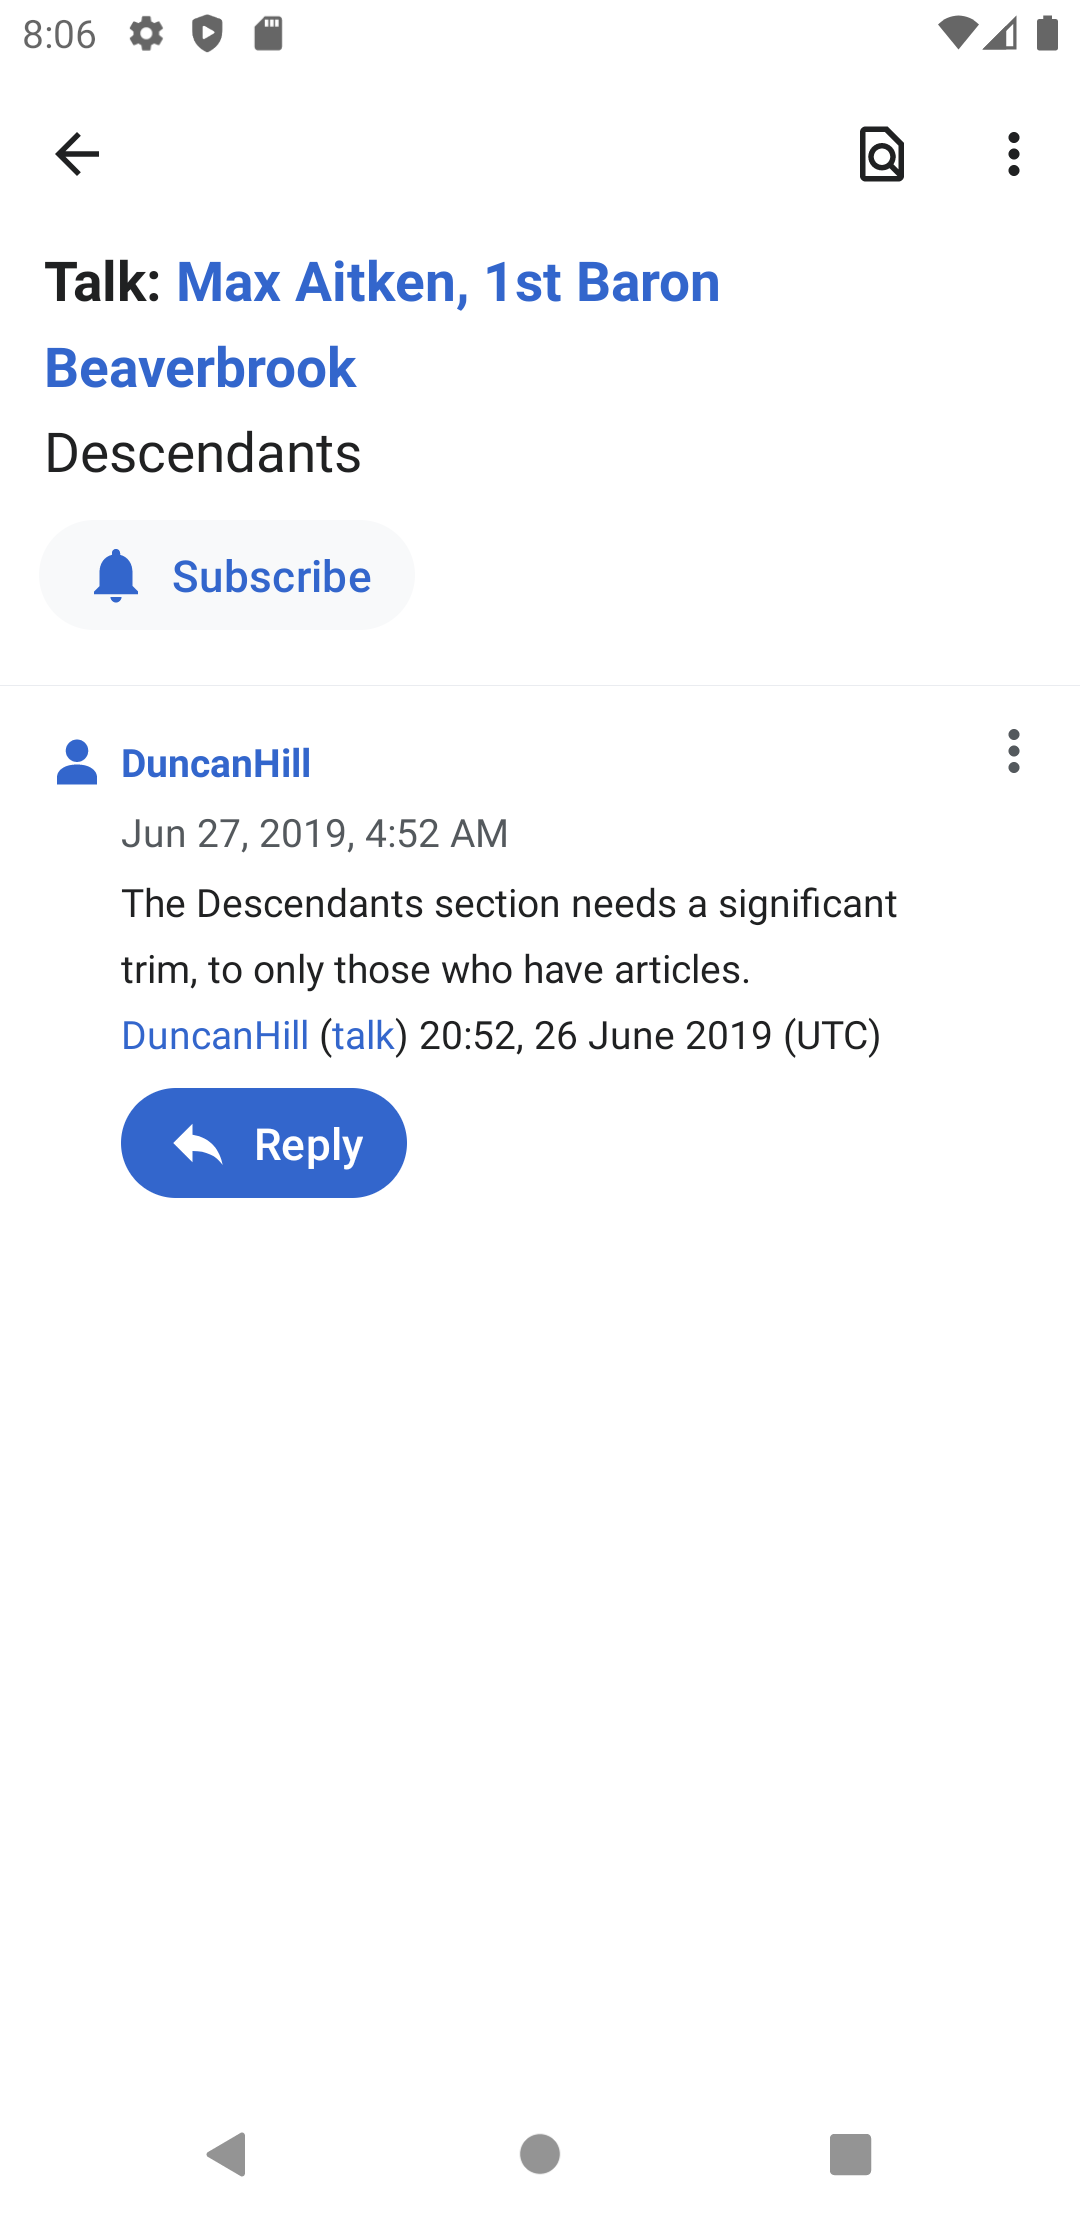 8:06
Talk: Max Aitken, 1st Baron
Beaverbrook
Descendants
Subscribe
DuncanHill
Jun 27, 2019, 4:52 AM
The Descendants section needs a significant
trim, to only those who have articles.
DuncanHill (talk) 20:52, 26 June 2019 (UTC)
Reply